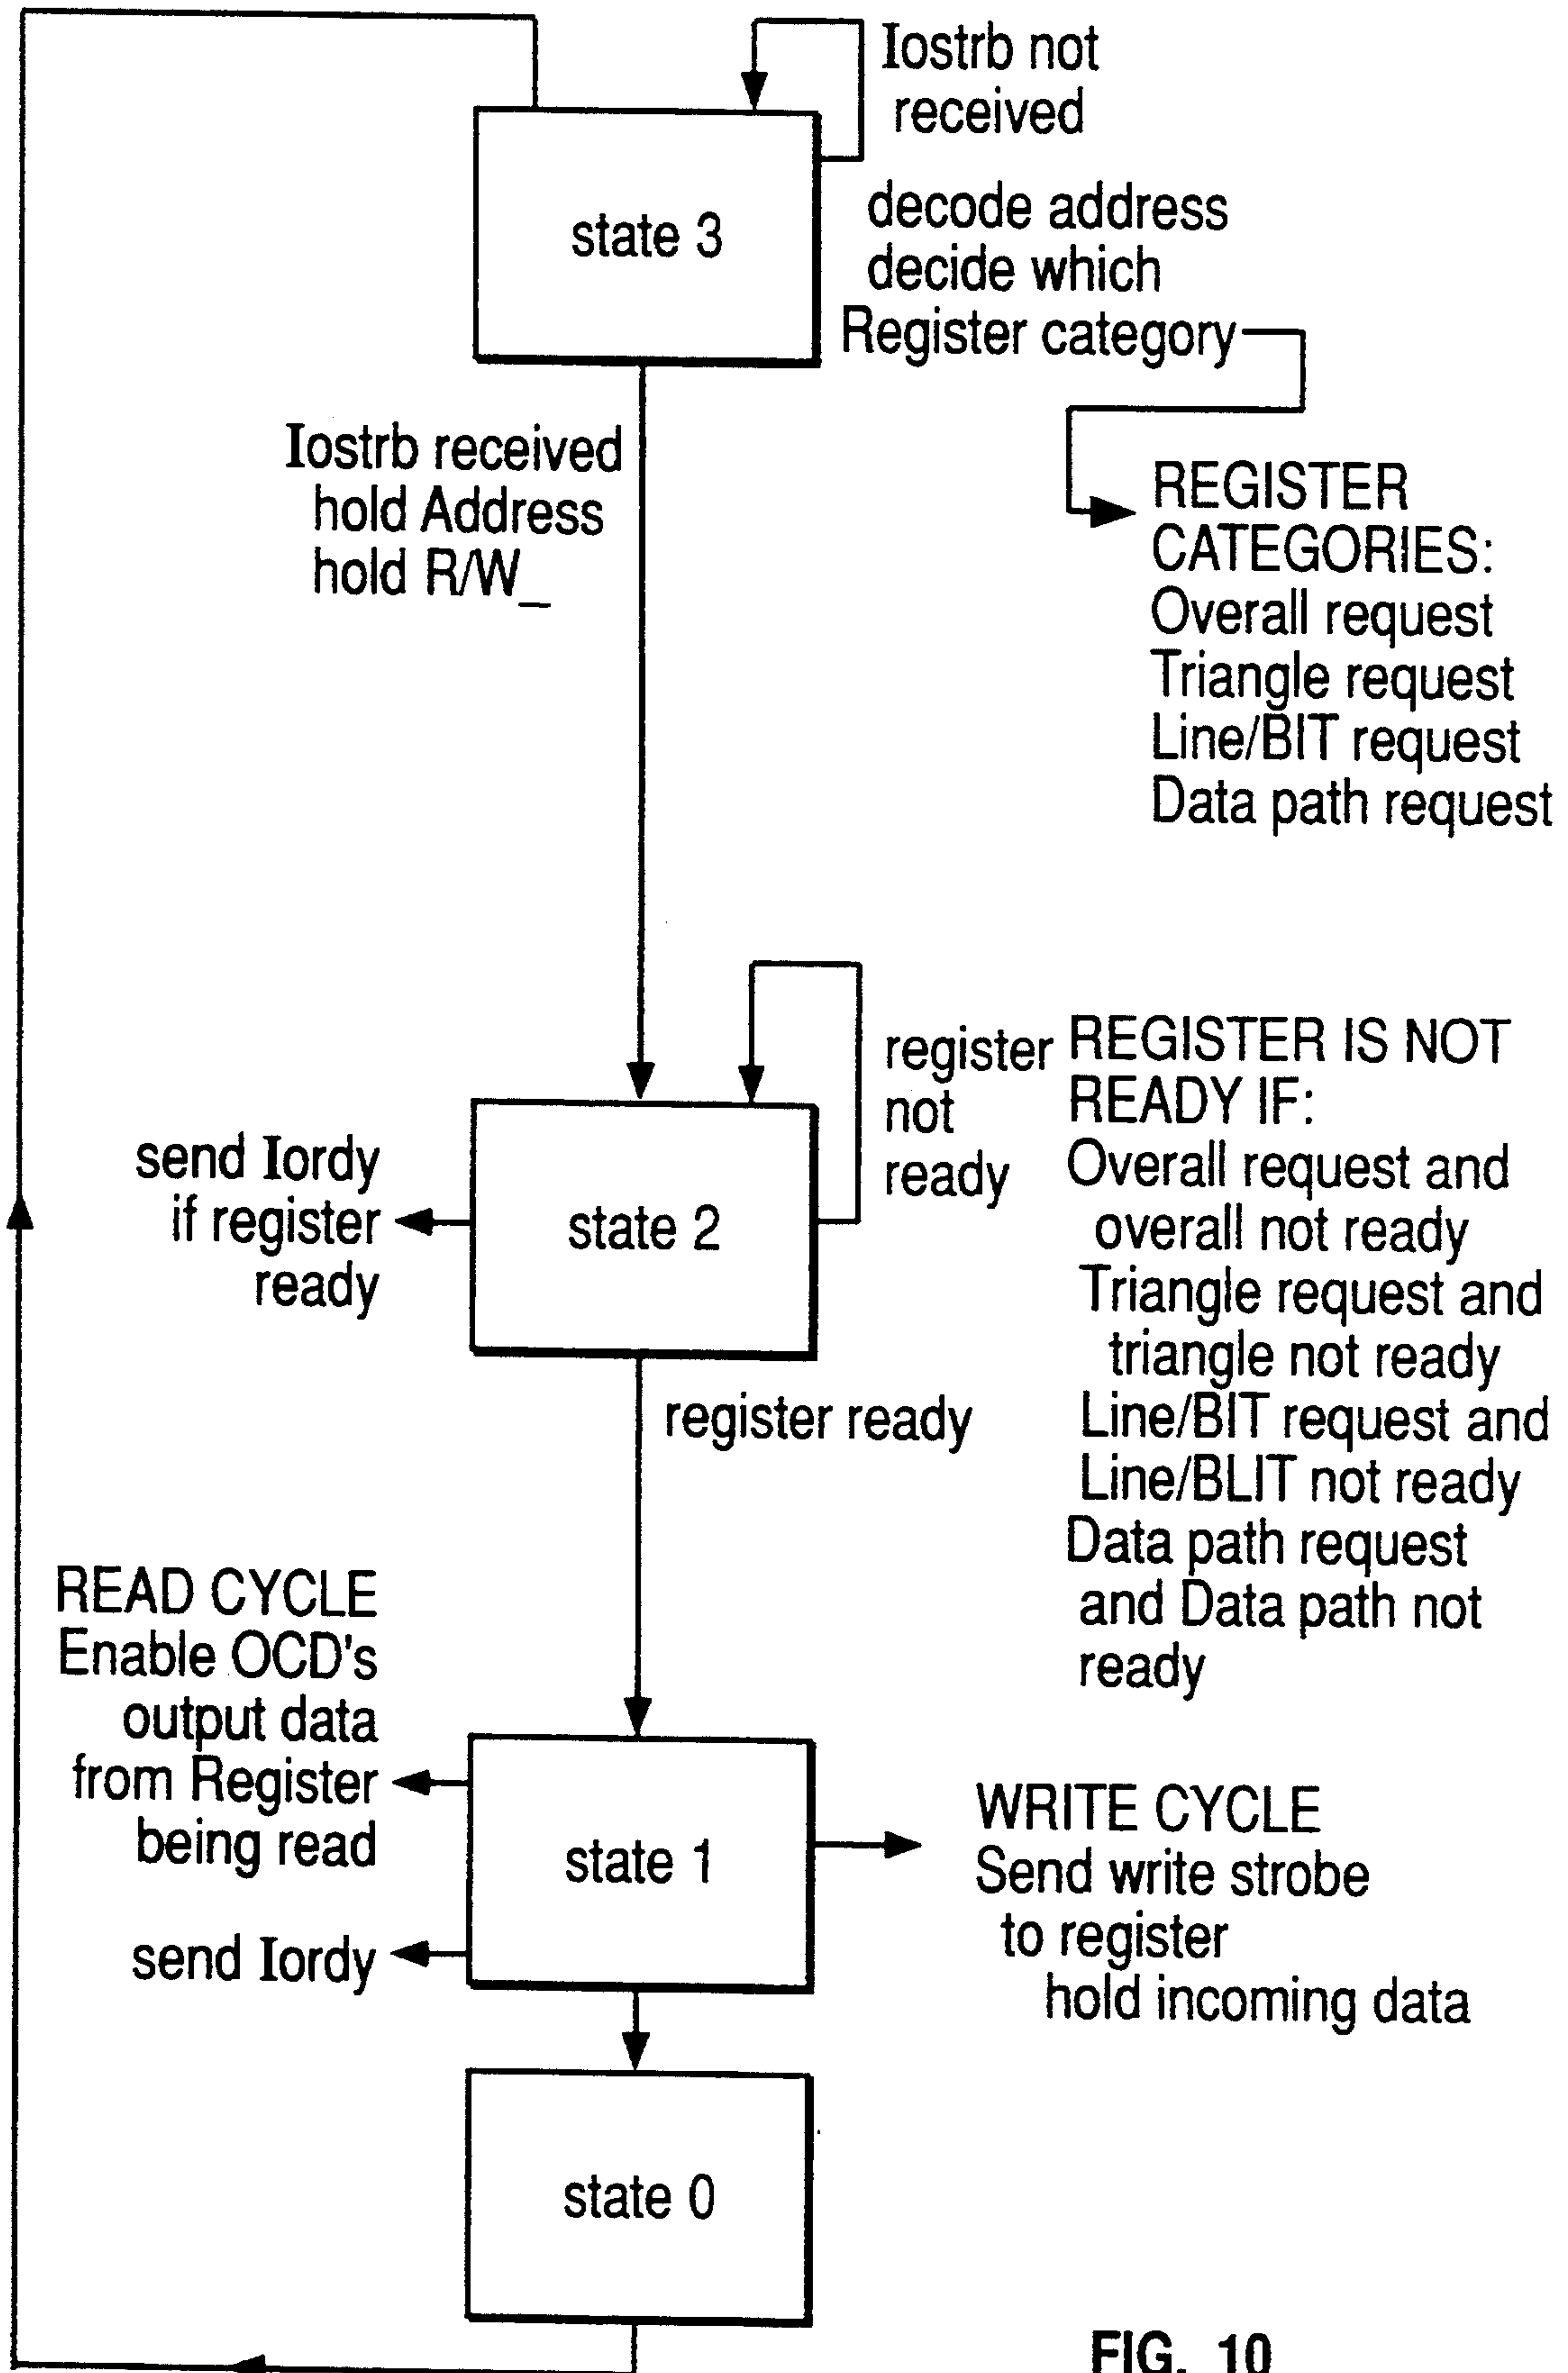 Iostrb not
received
state 3
decode address
decide which
Register category
Iostrb received
hold Address
hold R/W_
REGISTER
CATEGORIES:
Overall request
Triangle request
Line/BIT request
Data path request
register
not
ready
REGISTER IS NOT
READY IF:
Overall request and
overall not ready
Triangle request and
triangle not ready
Line/BIT request and
Line/BLIT not ready
Data path request
and Data path not
ready
send Iordy
if register
ready
state 2
register ready
READ CYCLE
Enable OCD's
output data
from Register
being read
send Iordy
state 1
WRITE CYCLE
Send write strobe
to register
hold incoming data
state 0
FIG. 10